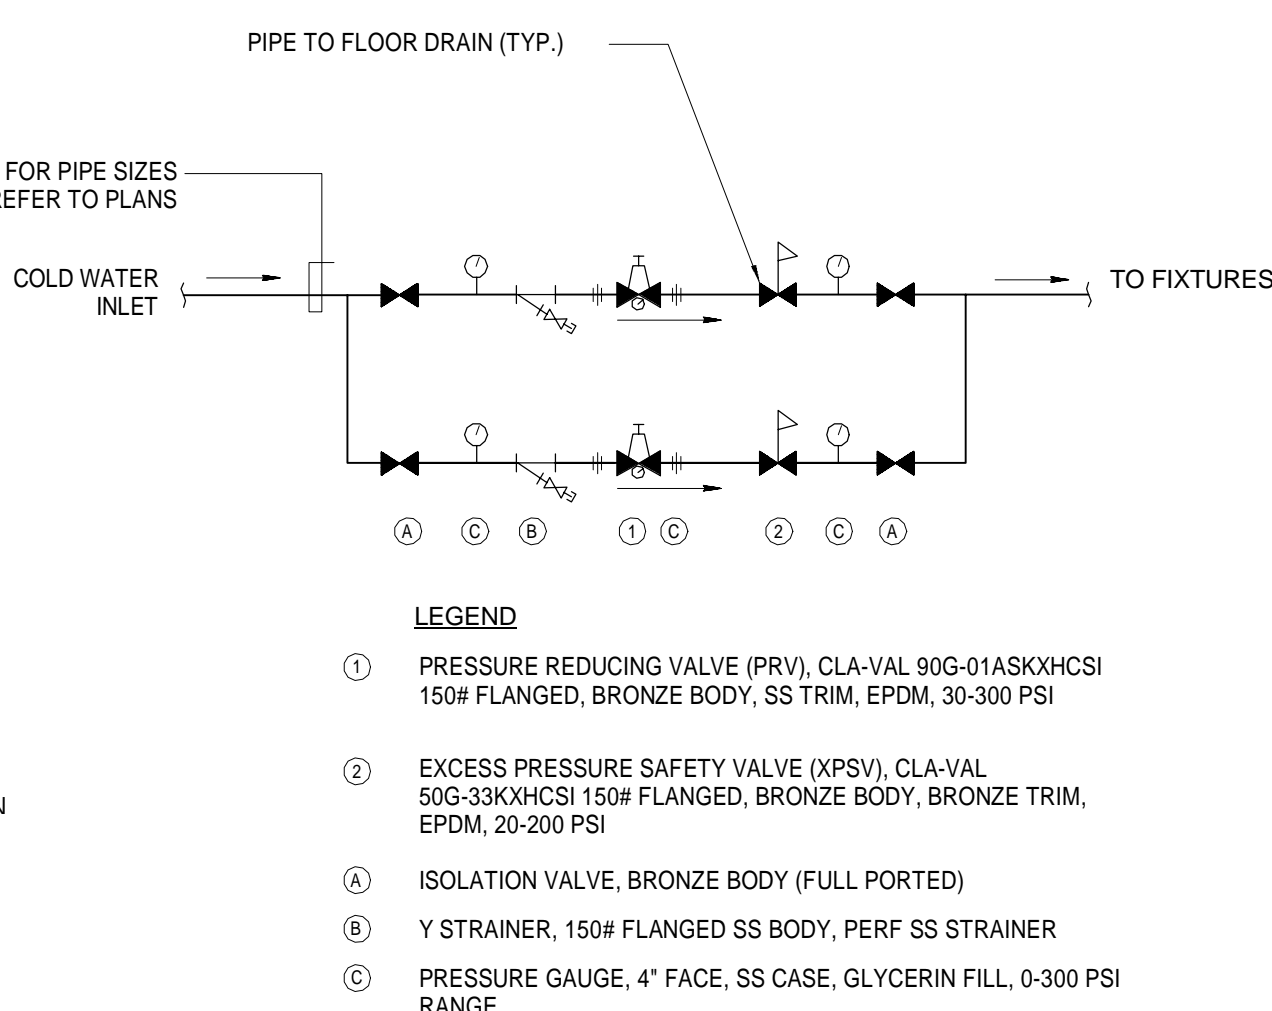 PIPE TO FLOOR DRAIN (TYP.)
FOR PIPE SIZES
REFER TO PLANS
COLD WATER
INLET
TO FIXTURES
A C B 1 C 2 C A
LEGEND
1 PRESSURE REDUCING VALVE (PRV), CLA-VAL 90G-01ASKXHCSI
150# FLANGED, BRONZE BODY, SS TRIM, EPDM, 30-300 PSI
2 EXCESS PRESSURE SAFETY VALVE (XPSV), CLA-VAL
50G-33KXHCSI 150# FLANGED, BRONZE BODY, BRONZE TRIM,
EPDM, 20-200 PSI
N
A ISOLATION VALVE, BRONZE BODY (FULL PORTED)
B Y STRAINER, 150# FLANGED SS BODY, PERF SS STRAINER
C PRESSURE GAUGE, 4" FACE, SS CASE, GLYCERIN FILL, 0-300 PSI
RANGE